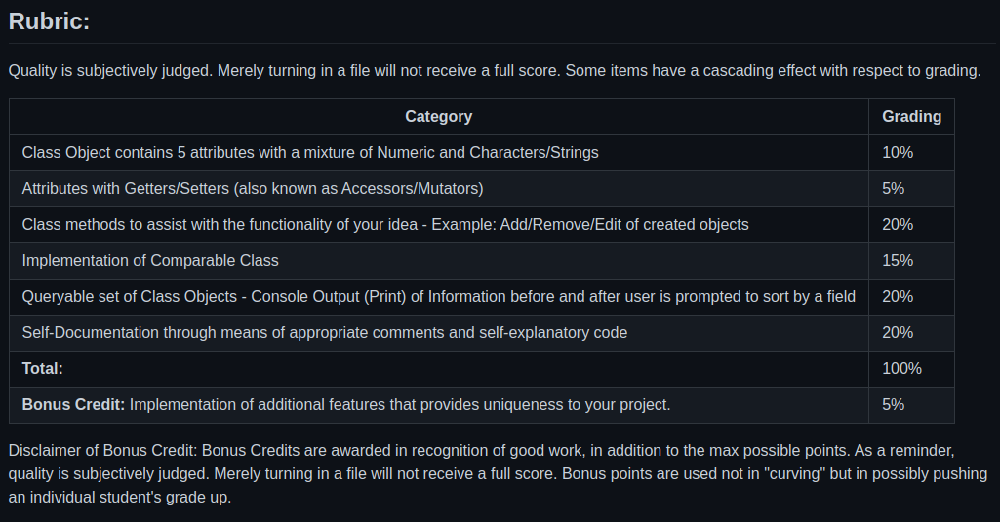 Rubric:
Quality is subjectively judged. Merely turning in a file will not receive a full score. Some items have a cascading effect with respect to grading.
Category Grading
Class Object contains 5 attributes with a mixture of Numeric and Characters/Strings 10%
Attributes with Getters/Setters (also known as Accessors/Mutators) 5%
Class methods to assist with the functionality of your idea - Example: Add/Remove/Edit of created objects 20%
Implementation of Comparable Class 15%
Queryable set of Class Objects - Console Output (Print) of Information before and after user is prompted to sort by a field 20%
Self-Documentation through means of appropriate comments and self-explanatory code 20%
Total: 100%
Bonus Credit: Implementation of additional features that provides uniqueness to your project. 5%
Disclaimer of Bonus Credit: Bonus Credits are awarded in recognition of good work, in addition to the max possible points. As a reminder,
quality is subjectively judged. Merely turning in a file will not receive a full score. Bonus points are used not in "curving" but in possibly pushing
an individual student's grade up.